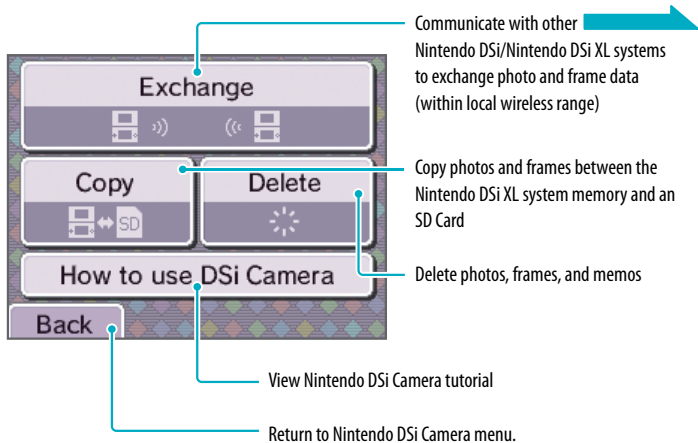 Communicate with other
Nintendo DSi/Nintendo DSi XL systems
to exchange photo and frame data
(within local wireless range)
Exchange
Copy photos and frames between the
Nintendo DSi XL system memory and an
SD Card
Copy
Delete
SD
Delete photos, frames, and memos
How to use DSi Camera
Back
View Nintendo DSi Camera tutorial
Return to Nintendo DSi Camera menu.